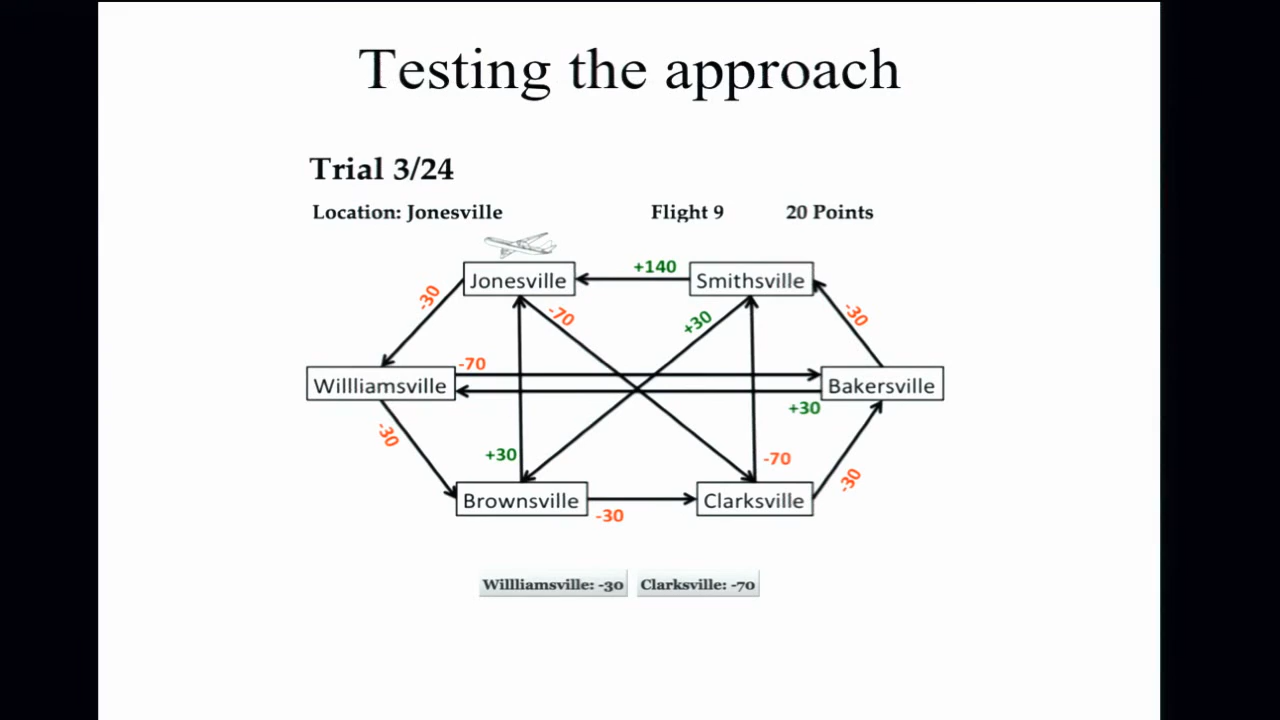 Testing the approach
Trial 3/24
Location: Jonesville Flight 9 20 Points
+140
Jonesville Smithsville
-30 -70 +30 -30
-70
Willliamsville Bakersville
+30
-30
+30 -70
-30
Brownsville Clarksville
-30
Willliamsville: -30 Clarksville: -70